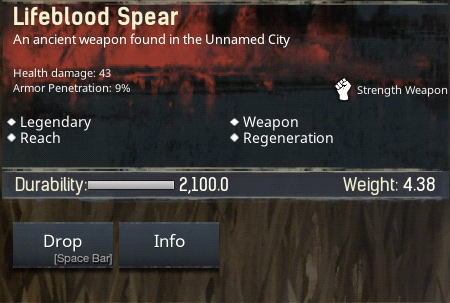 Lifeblood Spear
An ancient weapon found in the Unnamed City
Health damage: 43
Armor Penetration: 9%
Strength Weapon
Legendary
Weapon
Reach
Regeneration
Durability: 2,100.0
Weight: 4.38
Drop
[Space Bar]
Info